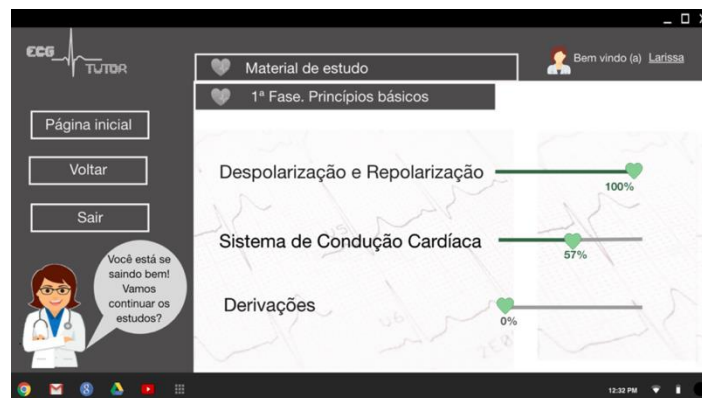 ECG
TUTOR
Material de estudo
Bem vindo (a) Larissa
1ª Fase. Princípios básicos
Página inicial
Voltar
Sair
Despolarização e Repolarização
100%
Sistema de Condução Cardíaca
57%
Derivações
0%
Você está se
saindo bem!
Vamos
continuar os
estudos?
12:32 PM